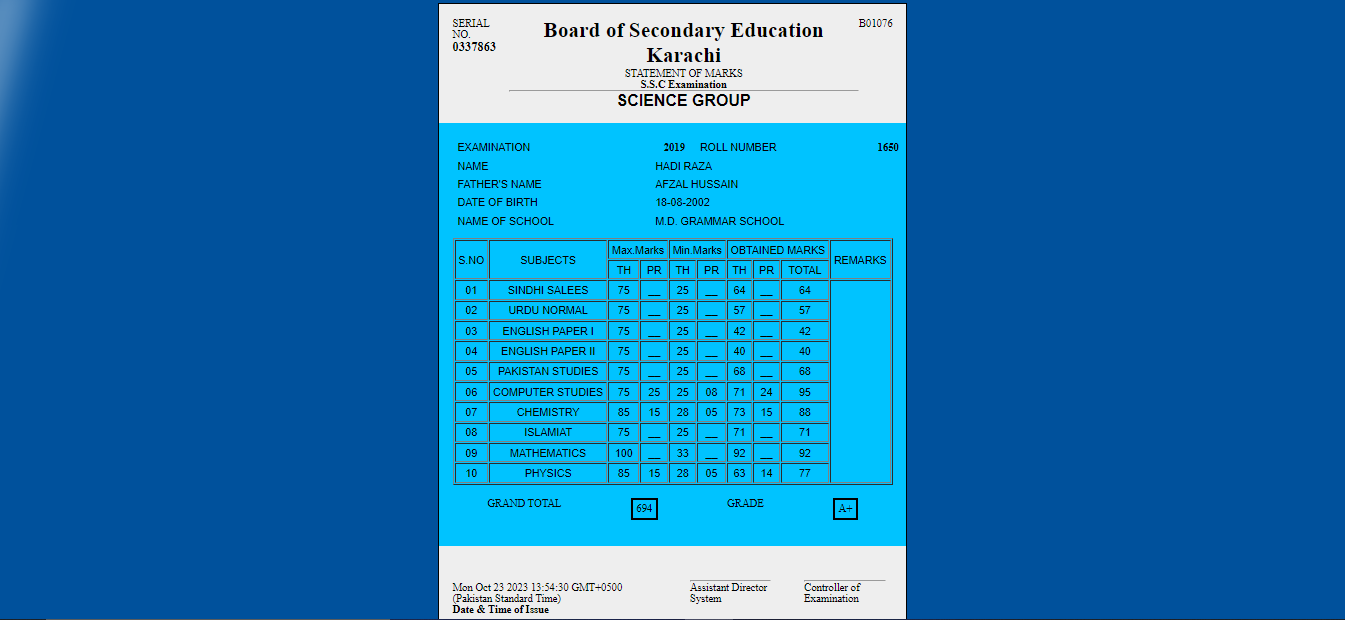 SERIAL
NO.
0337863
Board of Secondary Education
Karachi
B01076
STATEMENT OF MARKS
S.S.C Examination
SCIENCE GROUP
EXAMINATION 2019 ROLL NUMBER 1650
NAME HADI RAZA
FATHER'S NAME AFZAL HUSSAIN
DATE OF BIRTH 18-08-2002
NAME OF SCHOOL M.D. GRAMMAR SCHOOL
S.NO SUBJECTS Max.Marks Min.Marks OBTAINED MARKS REMARKS
TH PR TH PR TH PR TOTAL
01 SINDHI SALEES 75 __ 25 __ 64 __ 64
02 URDU NORMAL 75 __ 25 __ 57 __ 57
03 ENGLISH PAPER I 75 __ 25 __ 42 __ 42
04 ENGLISH PAPER II 75 __ 25 __ 40 __ 40
05 PAKISTAN STUDIES 75 __ 25 __ 68 __ 68
06 COMPUTER STUDIES 75 25 25 08 71 24 95
07 CHEMISTRY 85 15 28 05 73 15 88
08 ISLAMIAT 75 __ 25 __ 71 __ 71
09 MATHEMATICS 100 __ 33 __ 92 __ 92
10 PHYSICS 85 15 28 05 63 14 77
GRAND TOTAL 694 GRADE A+
Mon Oct 23 2023 13:54:30 GMT+0500
(Pakistan Standard Time)
Date & Time of Issue
Assistant Director
System
Controller of
Examination